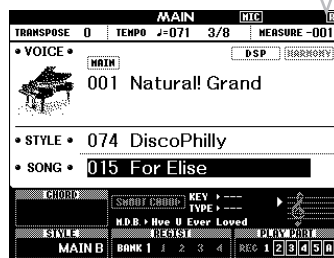 MAIN MIC
TRANSPOSE 0 TEMPO ♩=071 3/8 MEASURE -001
• VOICE • DSP HARMONY
MAIN
001 Natural! Grand
• STYLE • 074 DiscoPhilly
• SONG • 015 For Elise
CHORD SMART CHORD KEY ▸ ---
TYPE ▸ ---
M.D.B. ▸ Hve U Ever Loved
STYLE REGIST PLAY PART
MAIN B BANK 1 1 2 3 4 REC 1 2 3 4 5 A